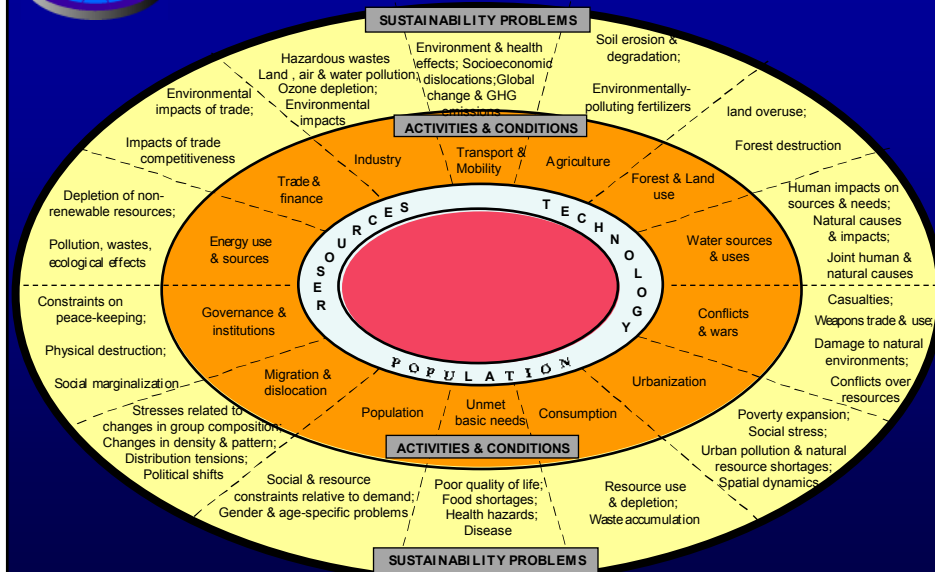 SUSTAINABILITY PROBLEMS
Hazardous wastes
Land , air & water pollution;
Ozone depletion;
Environmental
impacts
Environment & health
effects; Socioeconomic
dislocations;Global
change & GHG
emissions
Soil erosion &
degradation;
Environmentally-
polluting fertilizers
Environmental
impacts of trade;
Impacts of trade
competitiveness
land overuse;
Forest destruction
ACTIVITIES & CONDITIONS
Industry
Transport &
Mobility
Agriculture
Trade &
finance
Forest & Land
use
Depletion of non-
renewable resources;
Pollution, wastes,
ecological effects
Energy use
& sources
RESOURCES
TECHNOLOGY
Water sources
& uses
Human impacts on
sources & needs;
Natural causes
& impacts;
Joint human &
natural causes
Constraints on
peace-keeping;
Physical destruction;
Social marginalization
Governance &
institutions
Conflicts
& wars
Casualties;
Weapons trade & use;
Damage to natural
environments;
Conflicts over
resources
Migration &
dislocation
POPULATION
Urbanization
Population
Unmet
basic needs
Consumption
Stresses related to
changes in group composition;
Changes in density & pattern;
Distribution tensions;
Political shifts
ACTIVITIES & CONDITIONS
Poverty expansion;
Social stress;
Urban pollution & natural
resource shortages;
Spatial dynamics
Social & resource
constraints relative to demand;
Gender & age-specific problems
Poor quality of life;
Food shortages;
Health hazards;
Disease
Resource use
& depletion;
Waste accumulation
SUSTAINABILITY PROBLEMS